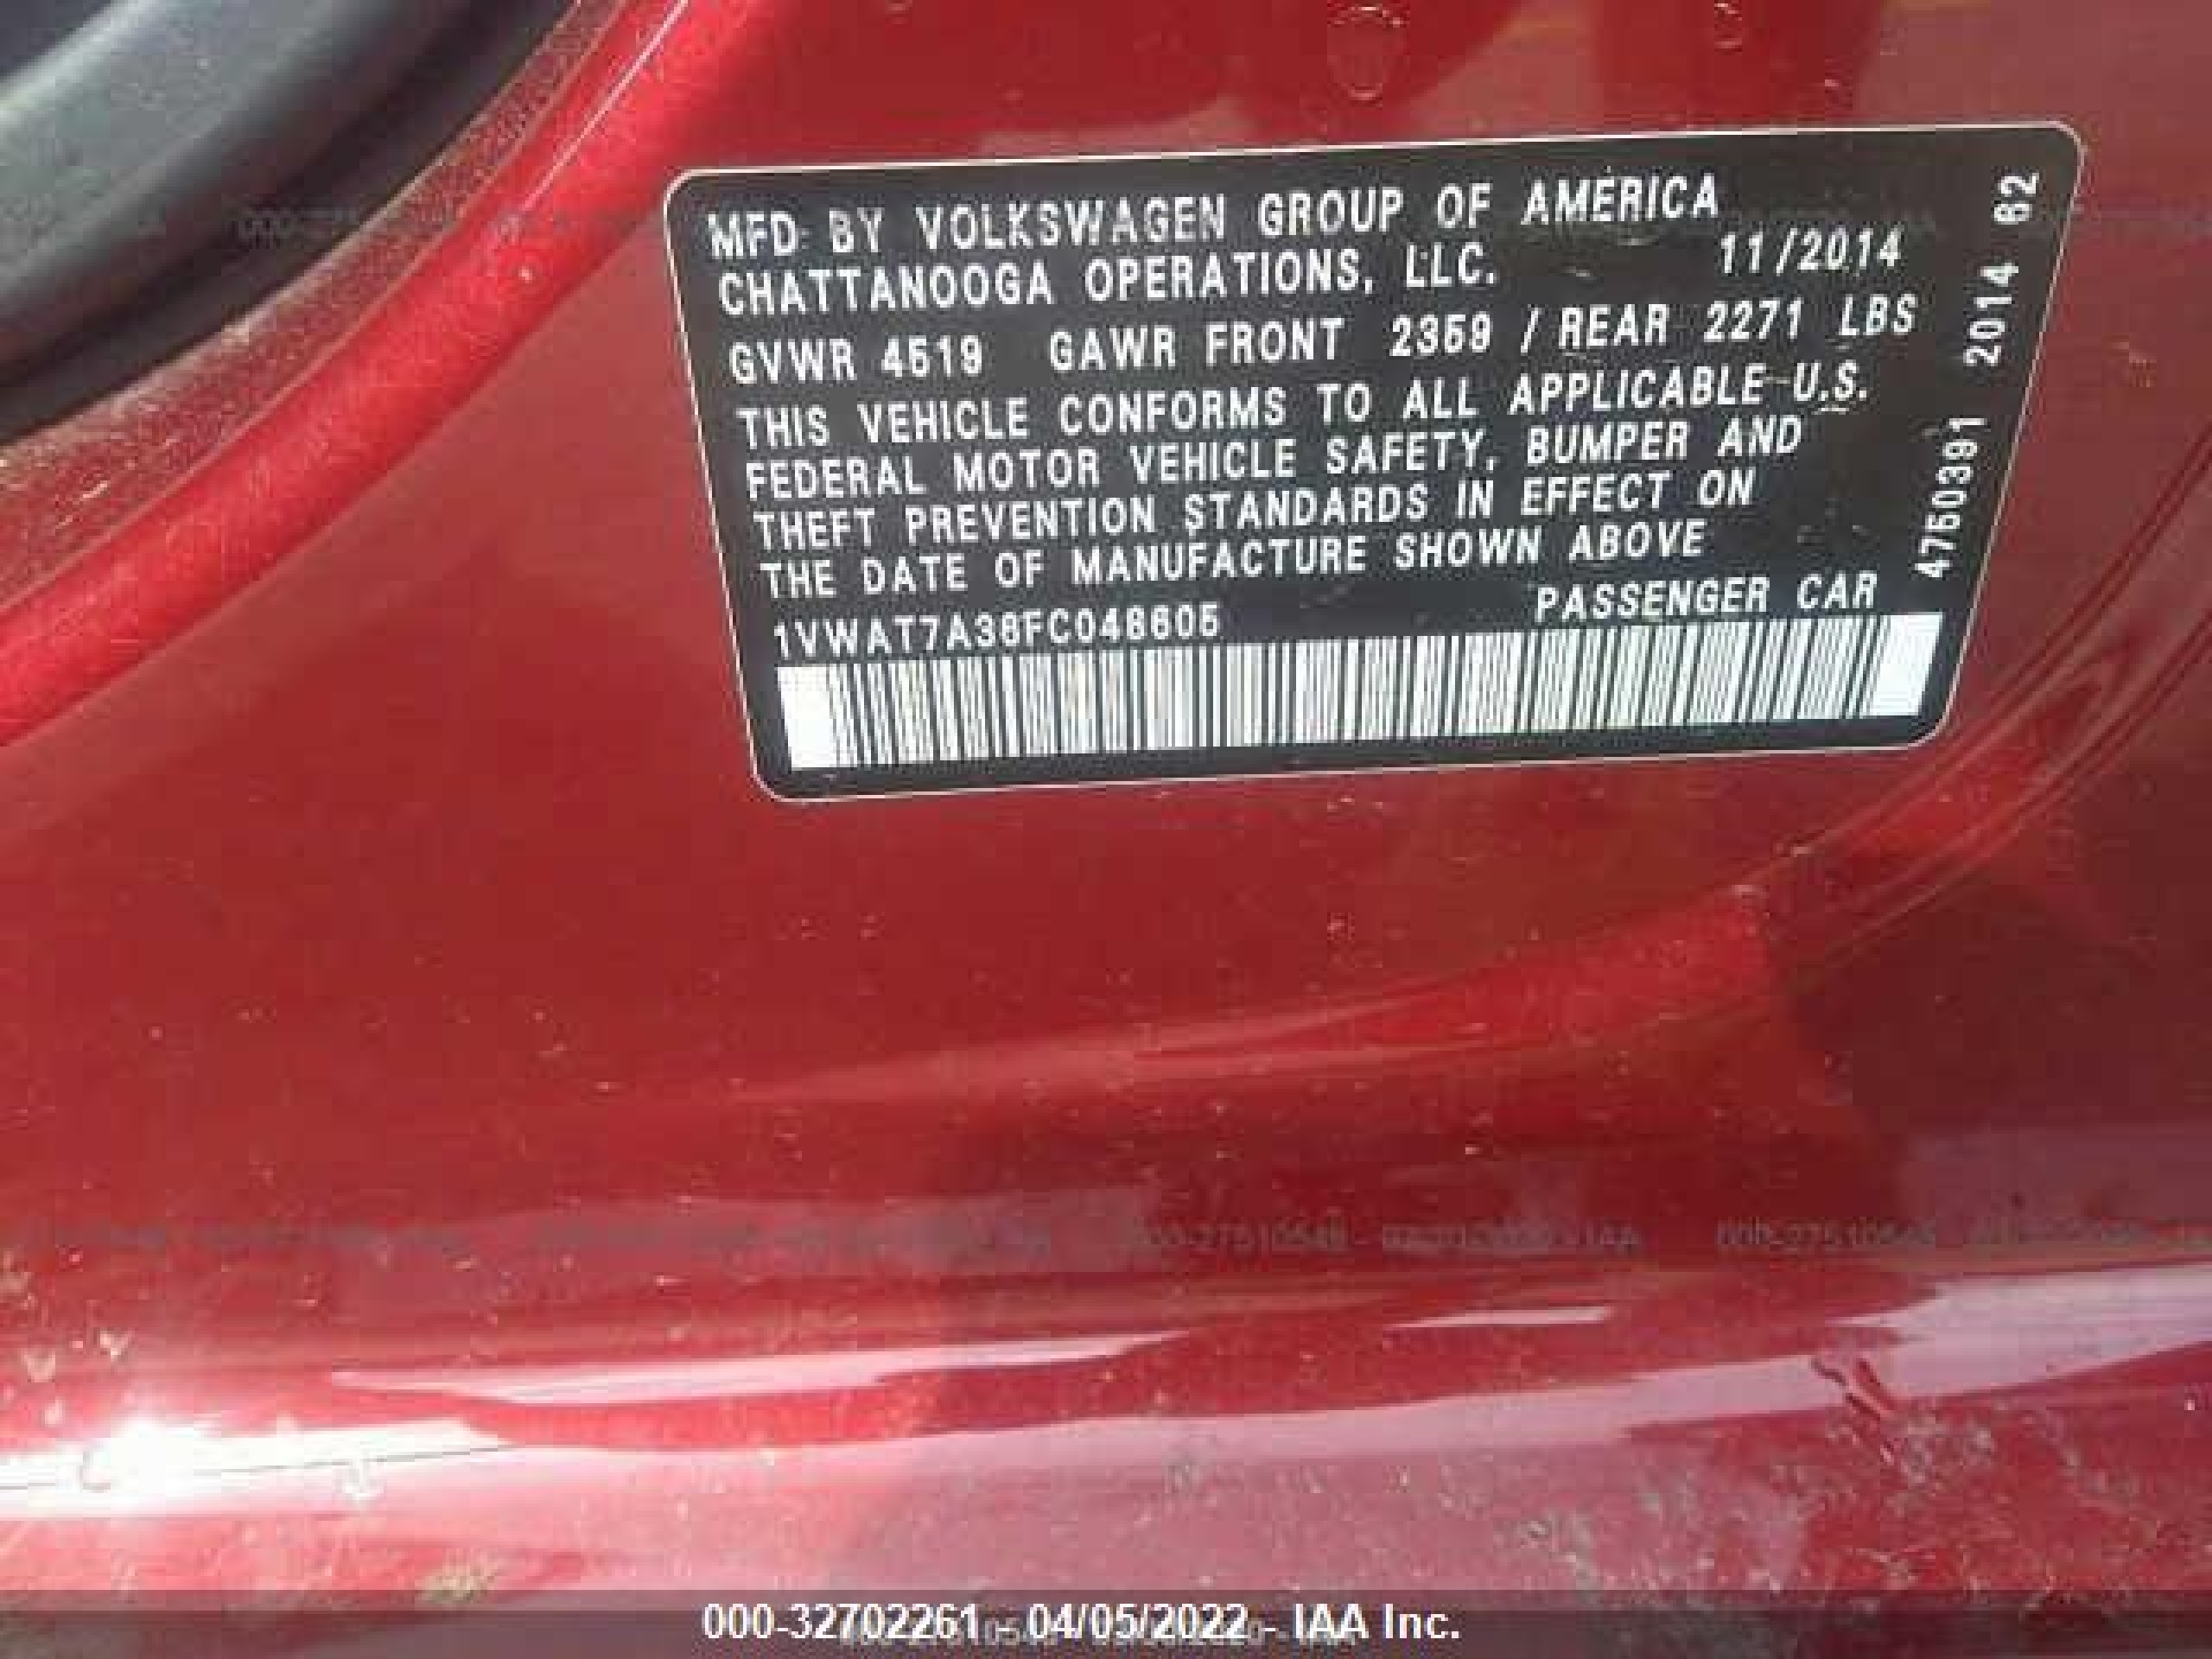 MFD BY VOLKSWAGEN GROUP OF AMERICA
CHATTANOOGA OPERATIONS, LLC. 11/2014
GVWR 4519 GAWR FRONT 2359 / REAR 2271 LBS
THIS VEHICLE CONFORMS TO ALL APPLICABLE U.S.
FEDERAL MOTOR VEHICLE SAFETY, BUMPER AND
THEFT PREVENTION STANDARDS IN EFFECT ON
THE DATE OF MANUFACTURE SHOWN ABOVE
1VWAT7A36FC048605 PASSENGER CAR
4750391 2014 62
000-32702261 - 04/05/2022 - IAA Inc.